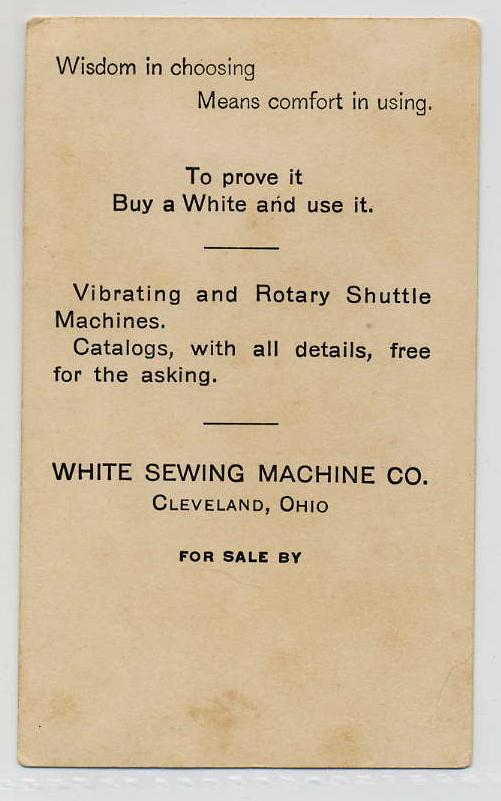 Wisdom in choosing
Means comfort in using.
To prove it
Buy a White and use it.
Vibrating and Rotary Shuttle
Machines.
Catalogs, with all details, free
for the asking.
WHITE SEWING MACHINE CO.
CLEVELAND, OHIO
FOR SALE BY